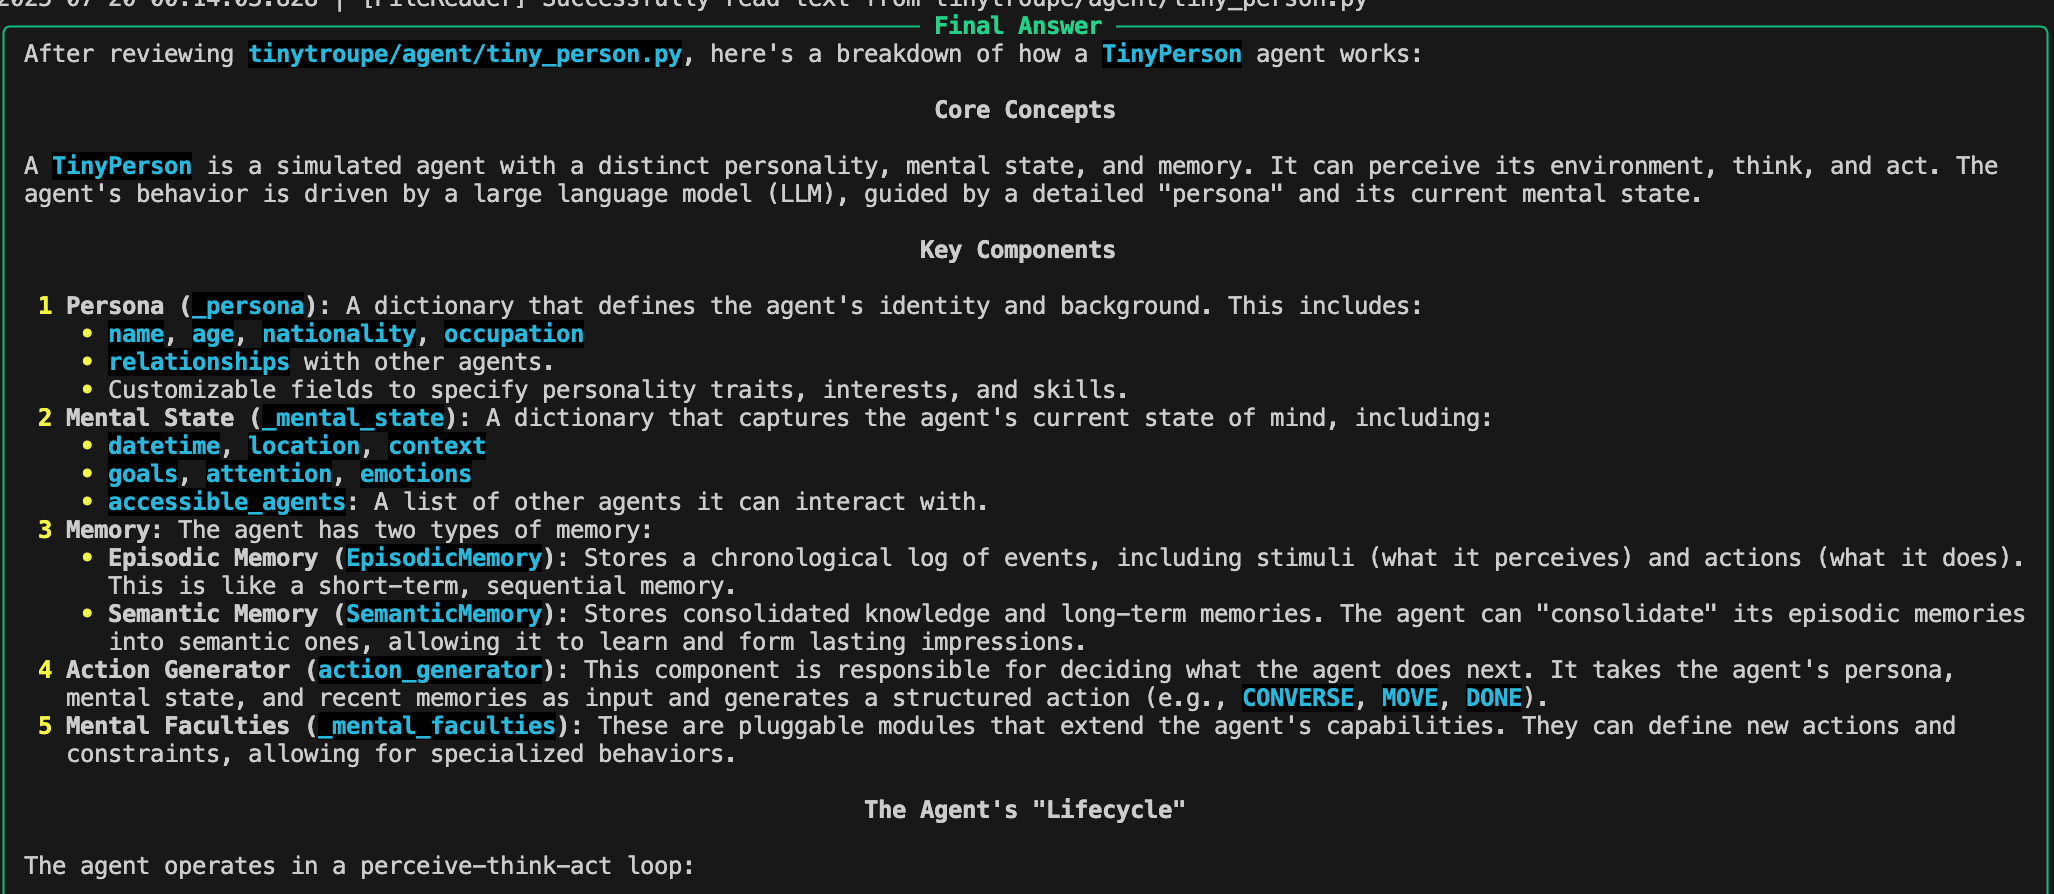 2025-07-20 00:14:05.828 | [FileReader] Successfully read text from tinytroupe/agent/tiny_person.py
Final Answer
After reviewing tinytroupe/agent/tiny_person.py, here's a breakdown of how a TinyPerson agent works:
Core Concepts
A TinyPerson is a simulated agent with a distinct personality, mental state, and memory. It can perceive its environment, think, and act. The
agent's behavior is driven by a large language model (LLM), guided by a detailed "persona" and its current mental state.
Key Components
1 Persona (_persona): A dictionary that defines the agent's identity and background. This includes:
• name, age, nationality, occupation
• relationships with other agents.
• Customizable fields to specify personality traits, interests, and skills.
2 Mental State (_mental_state): A dictionary that captures the agent's current state of mind, including:
• datetime, location, context
• goals, attention, emotions
• accessible_agents: A list of other agents it can interact with.
3 Memory: The agent has two types of memory:
• Episodic Memory (EpisodicMemory): Stores a chronological log of events, including stimuli (what it perceives) and actions (what it does).
This is like a short-term, sequential memory.
• Semantic Memory (SemanticMemory): Stores consolidated knowledge and long-term memories. The agent can "consolidate" its episodic memories
into semantic ones, allowing it to learn and form lasting impressions.
4 Action Generator (action_generator): This component is responsible for deciding what the agent does next. It takes the agent's persona,
mental state, and recent memories as input and generates a structured action (e.g., CONVERSE, MOVE, DONE).
5 Mental Faculties (_mental_faculties): These are pluggable modules that extend the agent's capabilities. They can define new actions and
constraints, allowing for specialized behaviors.
The Agent's "Lifecycle"
The agent operates in a perceive-think-act loop: